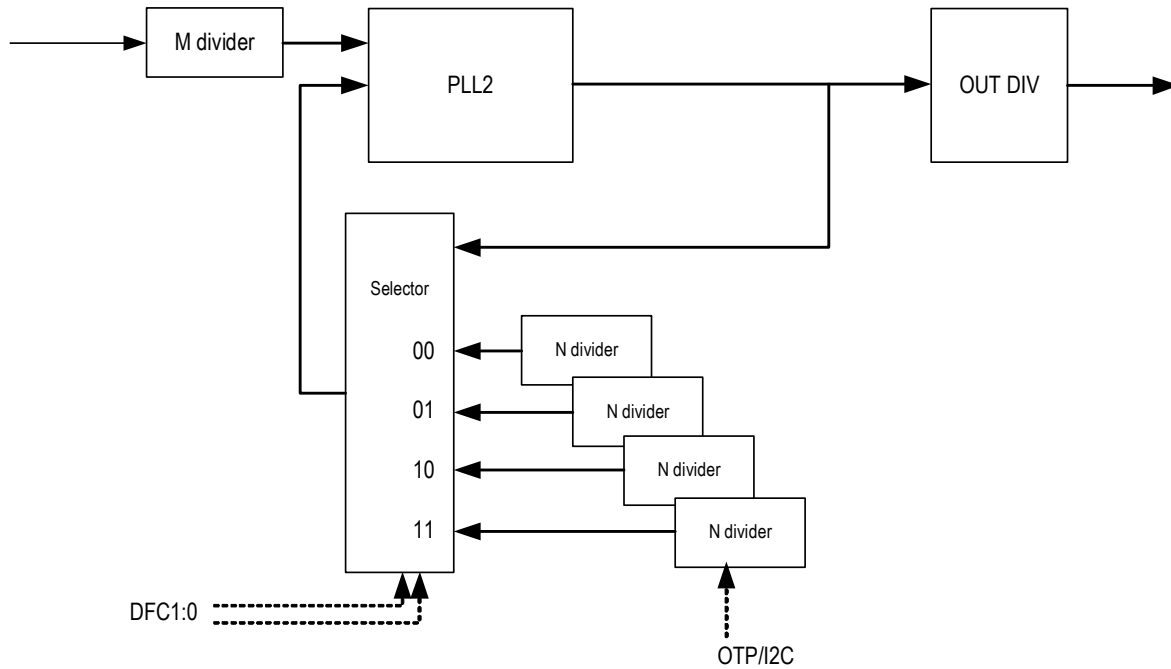 M divider
PLL2
OUT DIV
Selector
00
N divider
01
N divider
10
N divider
11
N divider
DFC1:0
OTP/I2C